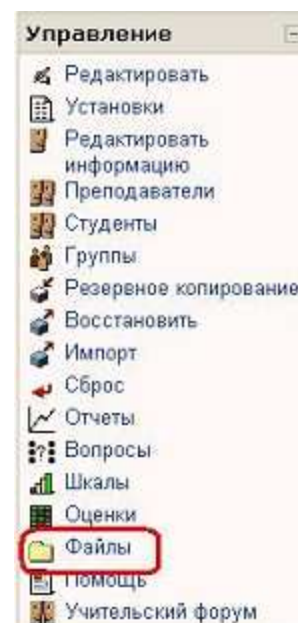 Управление
Редактировать
Установки
Редактировать
информацию
Преподаватели
Студенты
Группы
Резервное копирование
Восстановить
Импорт
Сброс
Отчеты
Вопросы
Шкалы
Оценки
Файлы
Помощь
Учительский форум